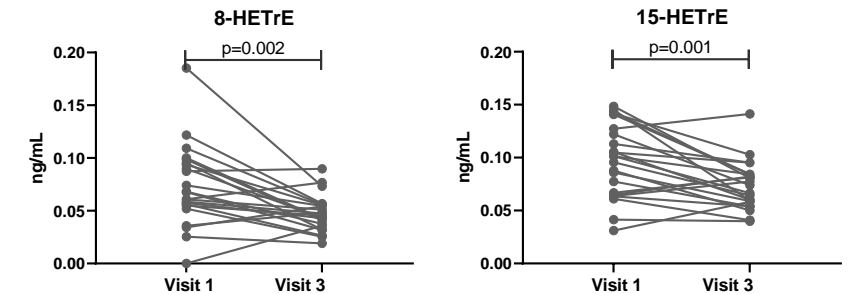 8-HETrE
p=0.002
ng/mL
0.20
0.15
0.10
0.05
0.00
Visit 1 Visit 3
15-HETrE
p=0.001
ng/mL
0.20
0.15
0.10
0.05
0.00
Visit 1 Visit 3